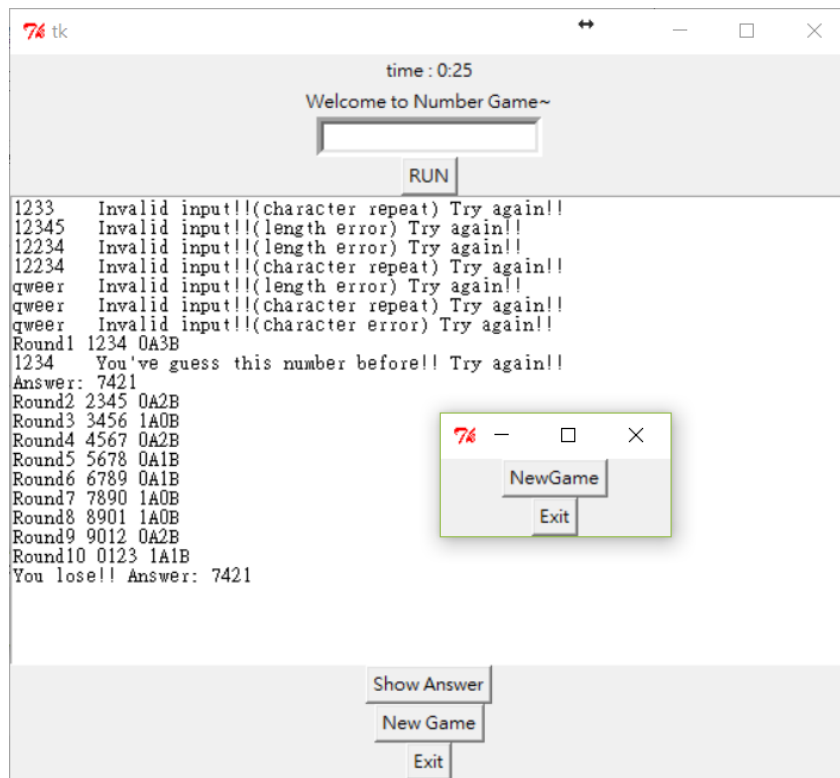 tk
time : 0:25
Welcome to Number Game~
RUN
1233 Invalid input!!(character repeat) Try again!!
12345 Invalid input!!(length error) Try again!!
12234 Invalid input!!(length error) Try again!!
12234 Invalid input!!(character repeat) Try again!!
qweer Invalid input!!(length error) Try again!!
qweer Invalid input!!(character repeat) Try again!!
qweer Invalid input!!(character error) Try again!!
Round1 1234 0A3B
1234 You've guess this number before!! Try again!!
Answer: 7421
Round2 2345 0A2B
Round3 3456 1A0B
Round4 4567 0A2B
Round5 5678 0A1B
Round6 6789 0A1B
Round7 7890 1A0B
Round8 8901 1A0B
Round9 9012 0A2B
Round10 0123 1A1B
You lose!! Answer: 7421
NewGame
Exit
Show Answer
New Game
Exit